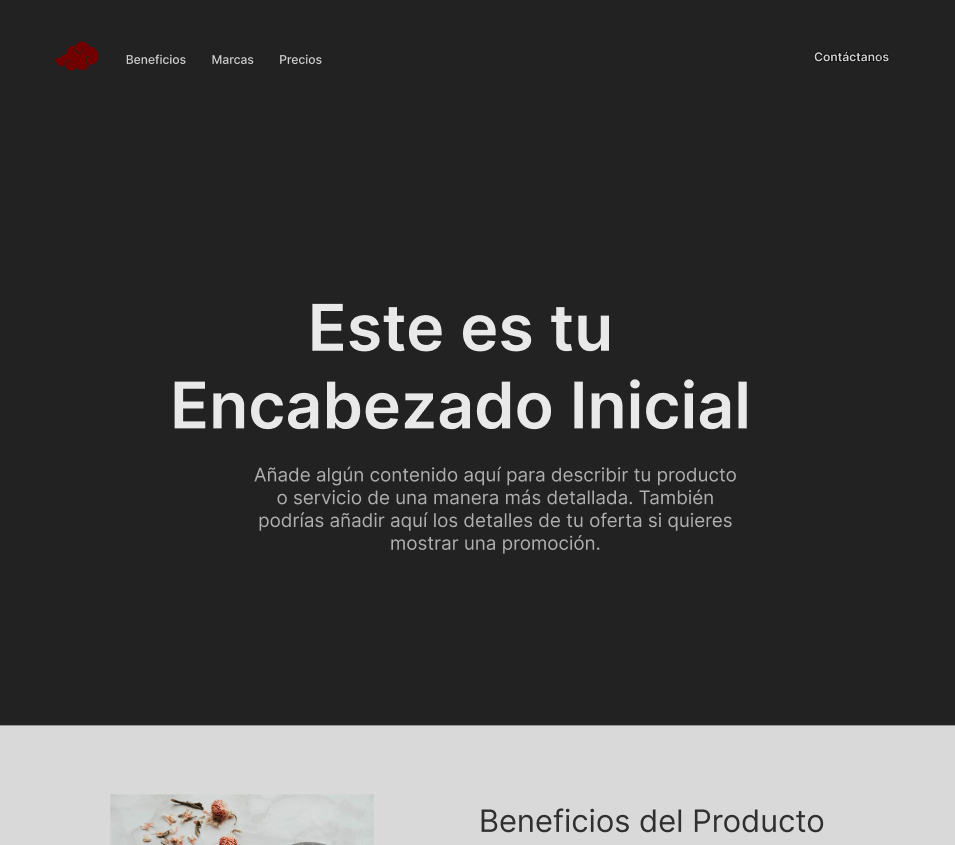 Beneficios Marcas Precios Contáctanos
Este es tu
Encabezado Inicial
Añade algún contenido aquí para describir tu producto
o servicio de una manera más detallada. También
podrías añadir aquí los detalles de tu oferta si quieres
mostrar una promoción.
Beneficios del Producto